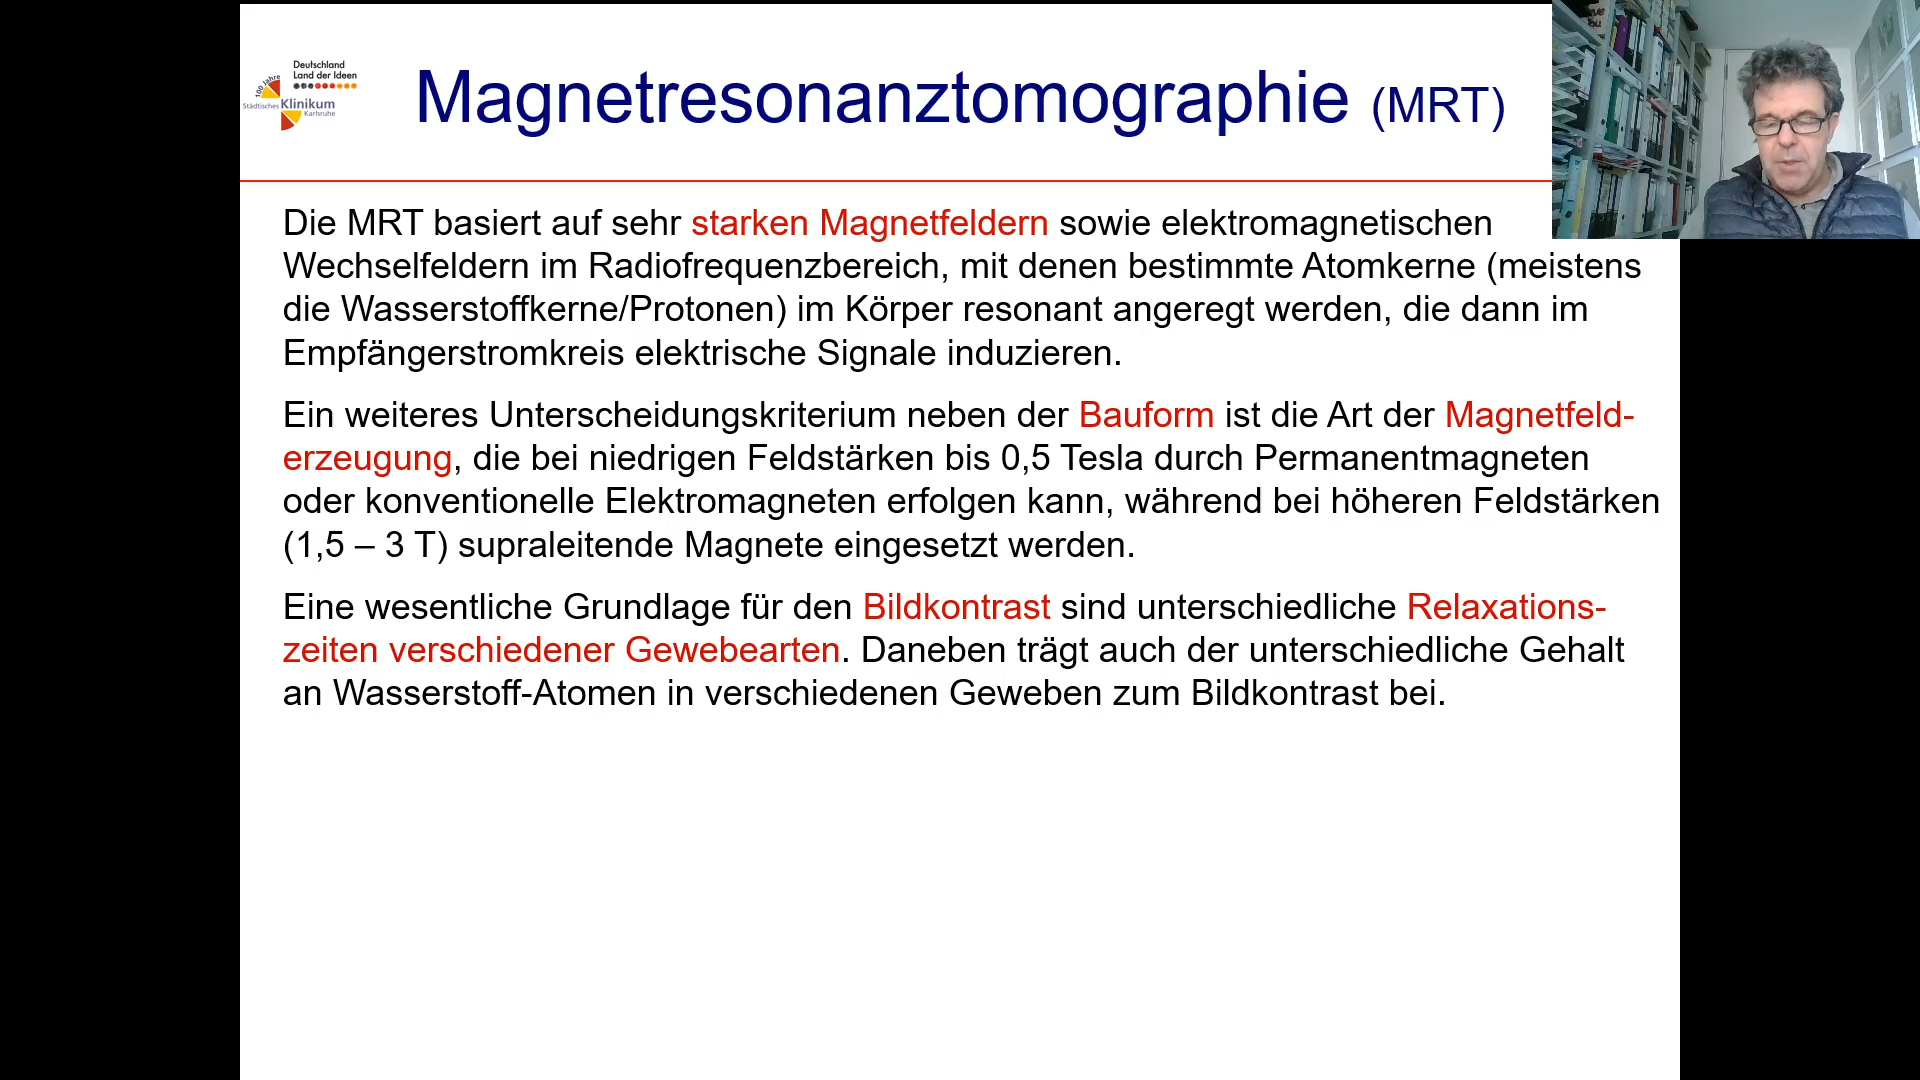 Deutschland
Land der Ideen
100 Jahre
Städtisches Klinikum
Karlsruhe
Magnetresonanztomographie (MRT)
Die MRT basiert auf sehr starken Magnetfeldern sowie elektromagnetischen
Wechselfeldern im Radiofrequenzbereich, mit denen bestimmte Atomkerne (meistens
die Wasserstoffkerne/Protonen) im Körper resonant angeregt werden, die dann im
Empfängerstromkreis elektrische Signale induzieren.
Ein weiteres Unterscheidungskriterium neben der Bauform ist die Art der Magnetfeld-
erzeugung, die bei niedrigen Feldstärken bis 0,5 Tesla durch Permanentmagneten
oder konventionelle Elektromagneten erfolgen kann, während bei höheren Feldstärken
(1,5 – 3 T) supraleitende Magnete eingesetzt werden.
Eine wesentliche Grundlage für den Bildkontrast sind unterschiedliche Relaxations-
zeiten verschiedener Gewebearten. Daneben trägt auch der unterschiedliche Gehalt
an Wasserstoff-Atomen in verschiedenen Geweben zum Bildkontrast bei.